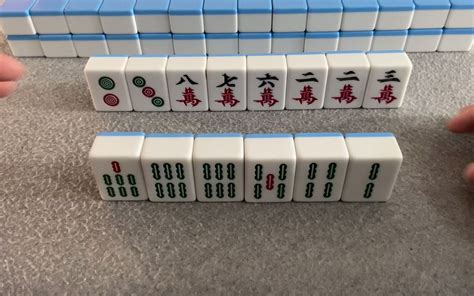 八 七 六 二 二 三
萬 萬 萬 萬 萬 萬